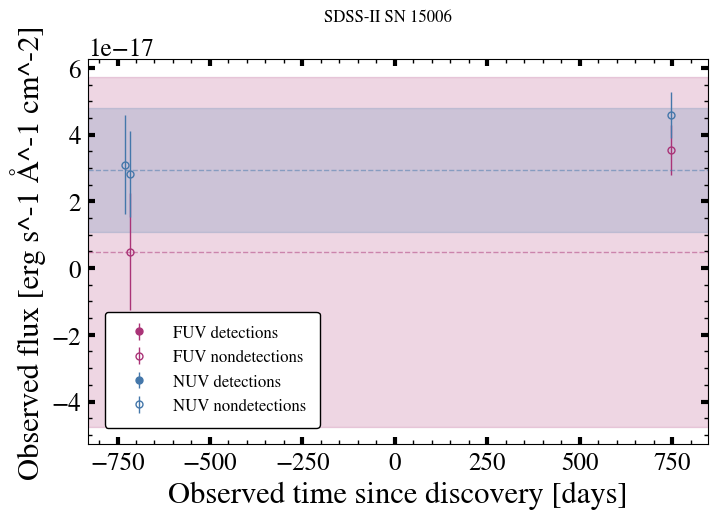 SDSS-II SN 15006
1e−17
6
4
2
0
−2
−4
Observed flux [erg s^-1 Å^-1 cm^-2]
FUV detections
FUV nondetections
NUV detections
NUV nondetections
−750 −500 −250 0 250 500 750
Observed time since discovery [days]